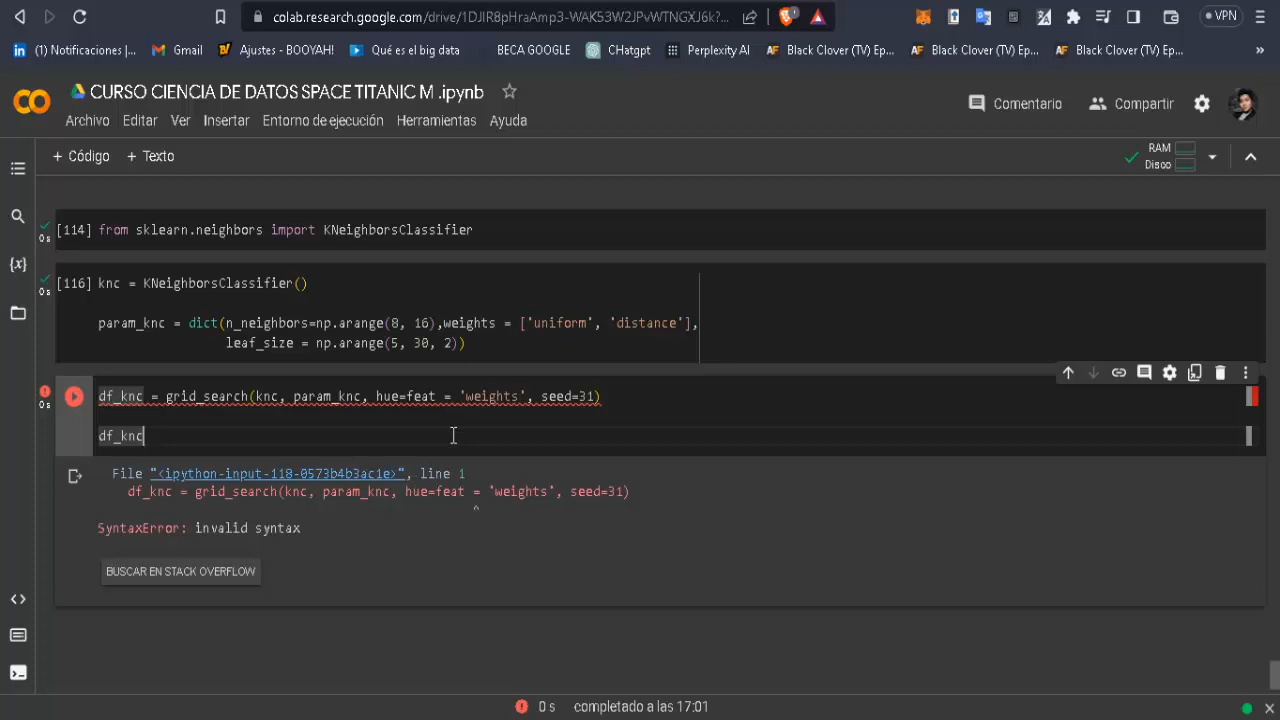 colab.research.google.com/drive/1DJIR8pHraAmp3-WAK53W2JPvWTNGXJ6k?...
VPN
(1) Notificaciones |...
Gmail
Ajustes - BOOYAH!
Qué es el big data
BECA GOOGLE
CHatgpt
Perplexity AI
Black Clover (TV) Ep...
Black Clover (TV) Ep...
Black Clover (TV) Ep...
»
CURSO CIENCIA DE DATOS SPACE TITANIC M .ipynb
Comentario
Compartir
Archivo Editar Ver Insertar Entorno de ejecución Herramientas Ayuda
+ Código + Texto
RAM
Disco
[114] from sklearn.neighbors import KNeighborsClassifier
0s
[116] knc = KNeighborsClassifier()
0s
param_knc = dict(n_neighbors=np.arange(8, 16),weights = ['uniform', 'distance'],
leaf_size = np.arange(5, 30, 2))
df_knc = grid_search(knc, param_knc, hue=feat = 'weights', seed=31)
0s
df_knc
File "<ipython-input-118-0573b4b3ac1e>", line 1
df_knc = grid_search(knc, param_knc, hue=feat = 'weights', seed=31)
^
SyntaxError: invalid syntax
BUSCAR EN STACK OVERFLOW
0 s completado a las 17:01